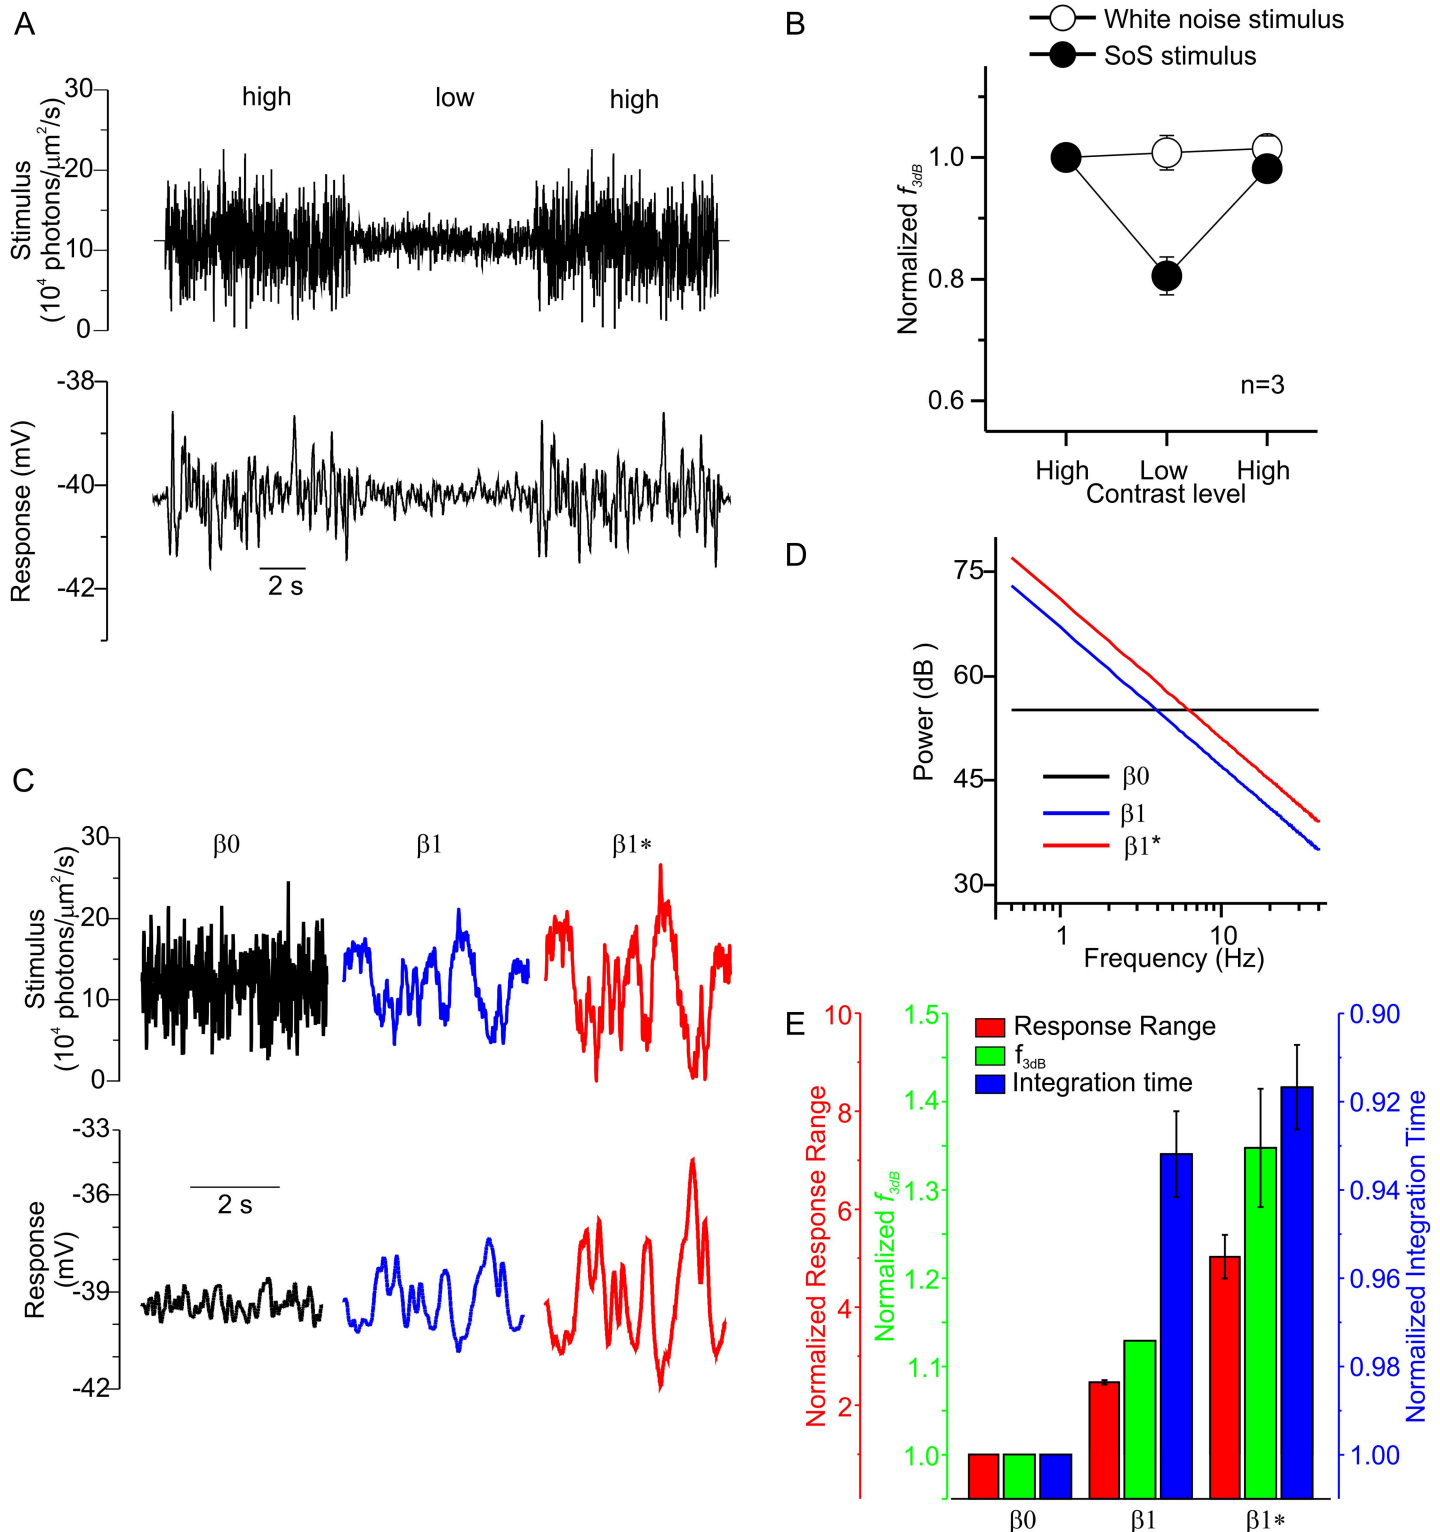 A
30
20
10
0
Stimulus
(10⁴ photons/μm²/s)
high
low
high
-38
-40
-42
Response (mV)
2 s
B
White noise stimulus
SoS stimulus
1.0
0.8
0.6
Normalized f3dB
n=3
High
Low
High
Contrast level
C
30
20
10
0
Stimulus
(10⁴ photons/μm²/s)
β0
β1
β1*
-33
-36
-39
-42
Response
(mV)
2 s
D
75
60
45
30
Power (dB )
β0
β1
β1*
1
10
Frequency (Hz)
E
10
8
6
4
2
Normalized Response Range
1.5
1.4
1.3
1.2
1.1
1.0
Normalized f3dB
Response Range
f3dB
Integration time
0.90
0.92
0.94
0.96
0.98
1.00
Normailized Integration Time
β0
β1
β1*